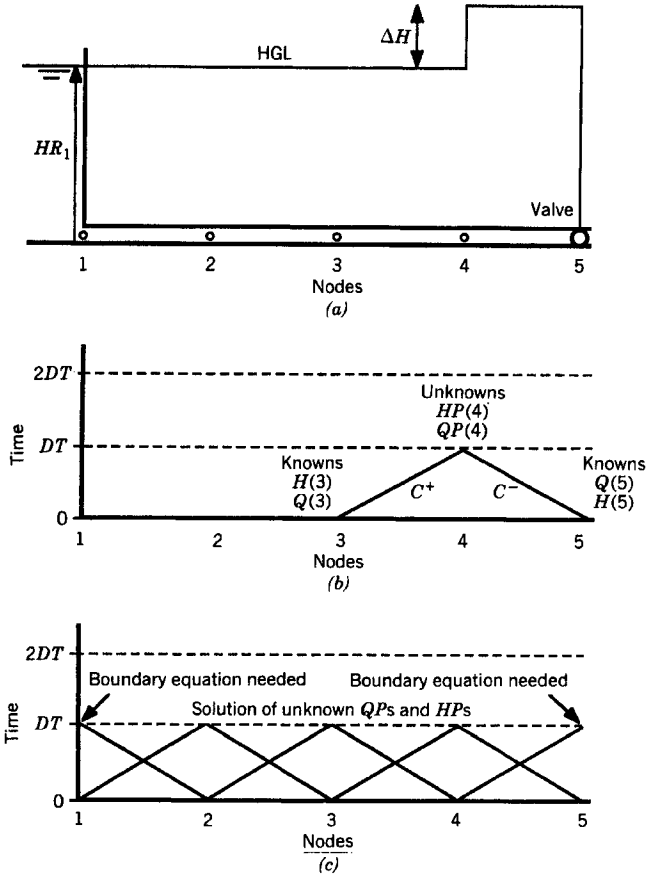 ΔH
HGL
HR₁
Valve
1 2 3 4 5
Nodes
(a)
2DT
Unknowns
HP(4)
QP(4)
DT
Time
Knowns
H(3)
Q(3)
Knowns
Q(5)
H(5)
C⁺ C⁻
0
1 2 3 4 5
Nodes
(b)
2DT
Boundary equation needed Boundary equation needed
Solution of unknown QPs and HPs
DT
Time
0
1 2 3 4 5
Nodes
(c)